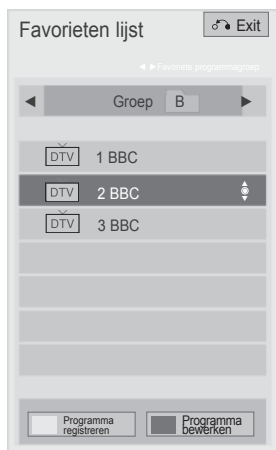 Favorieten lijst
Exit
◄ ►Favoriete programmagroep
◄ Groep B ►
DTV 1 BBC
DTV 2 BBC
DTV 3 BBC
Programma
registreren
Programma
bewerken